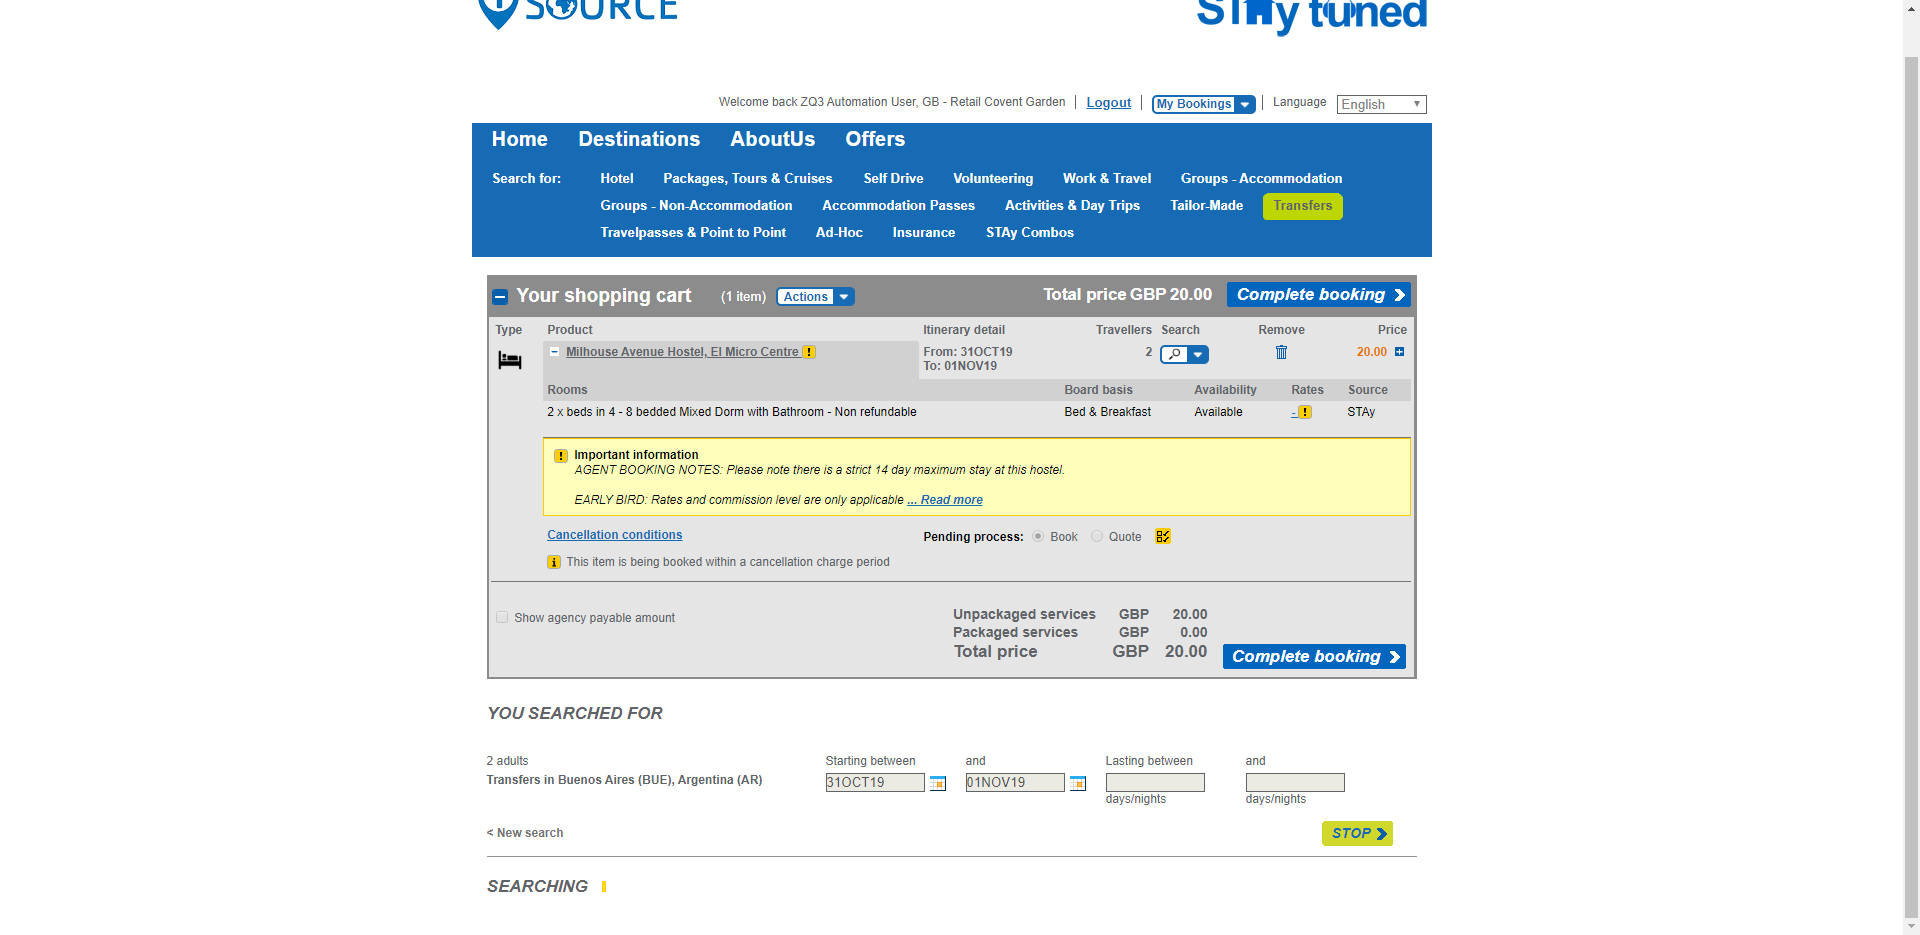 SOURCE
STAy tuned
Welcome back ZQ3 Automation User, GB - Retail Covent Garden | Logout | My Bookings | Language English
Home Destinations AboutUs Offers
Search for: Hotel Packages, Tours & Cruises Self Drive Volunteering Work & Travel Groups - Accommodation
Groups - Non-Accommodation Accommodation Passes Activities & Day Trips Tailor-Made Transfers
Travelpasses & Point to Point Ad-Hoc Insurance STAy Combos
Your shopping cart (1 item) Actions Total price GBP 20.00 Complete booking
Type Product Itinerary detail Travellers Search Remove Price
Milhouse Avenue Hostel, El Micro Centre ! From: 31OCT19 2 20.00
To: 01NOV19
Rooms Board basis Availability Rates Source
2 x beds in 4 - 8 bedded Mixed Dorm with Bathroom - Non refundable Bed & Breakfast Available - ! STAy
! Important information
AGENT BOOKING NOTES: Please note there is a strict 14 day maximum stay at this hostel.
EARLY BIRD: Rates and commission level are only applicable ... Read more
Cancellation conditions Pending process: Book Quote
i This item is being booked within a cancellation charge period
Show agency payable amount
Unpackaged services GBP 20.00
Packaged services GBP 0.00
Total price GBP 20.00 Complete booking
YOU SEARCHED FOR
2 adults Starting between and Lasting between and
Transfers in Buenos Aires (BUE), Argentina (AR) 31OCT19 01NOV19
days/nights days/nights
< New search STOP
SEARCHING